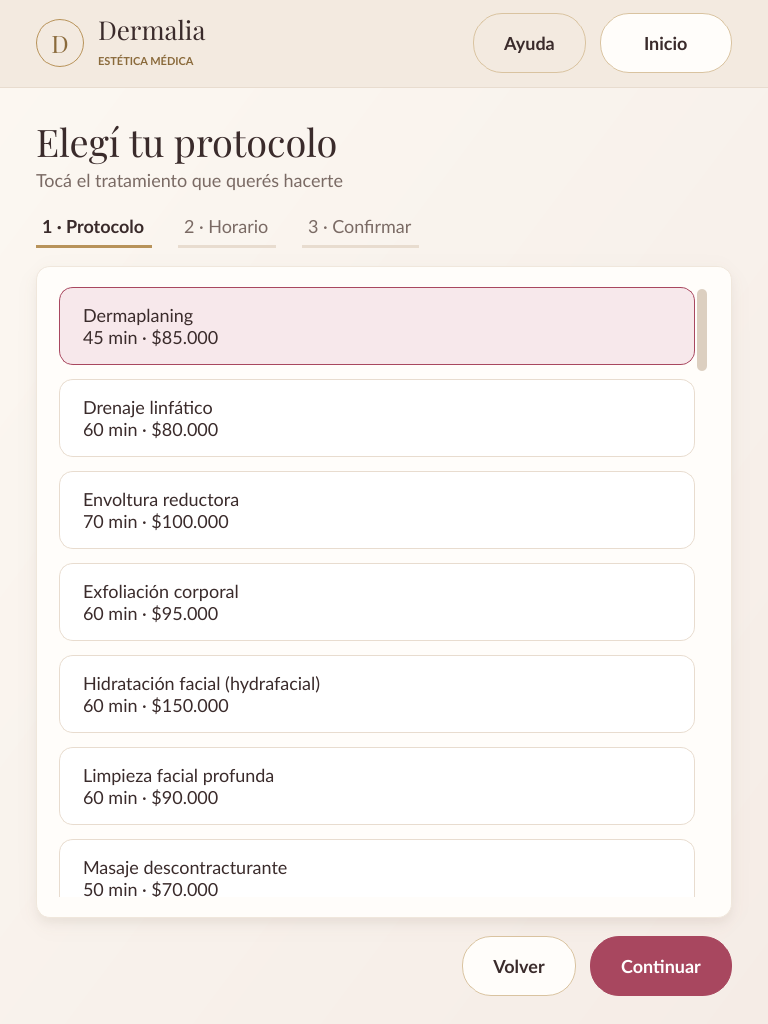 D
Dermalia
ESTÉTICA MÉDICA
Ayuda
Inicio
Elegí tu protocolo
Tocá el tratamiento que querés hacerte
1 · Protocolo
2 · Horario
3 · Confirmar
Dermaplaning
45 min · $85.000
Drenaje linfático
60 min · $80.000
Envoltura reductora
70 min · $100.000
Exfoliación corporal
60 min · $95.000
Hidratación facial (hydrafacial)
60 min · $150.000
Limpieza facial profunda
60 min · $90.000
Masaje descontracturante
50 min · $70.000
Volver
Continuar